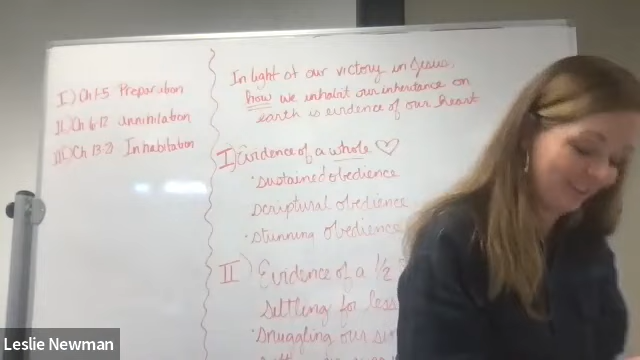 I) Ch 1-5 Preparation
II) Ch 6-12 Annihilation
III) Ch 13-21 Inhabitation
In light of our victory in Jesus,
how we inhabit our inheritance on
earth is evidence of our heart
I) Evidence of a whole ♡
· Sustained obedience
Scriptural obedience
· Stunning obedience
II) Evidence of a 1/2
Settling for less
· Snuggling our
Leslie Newman